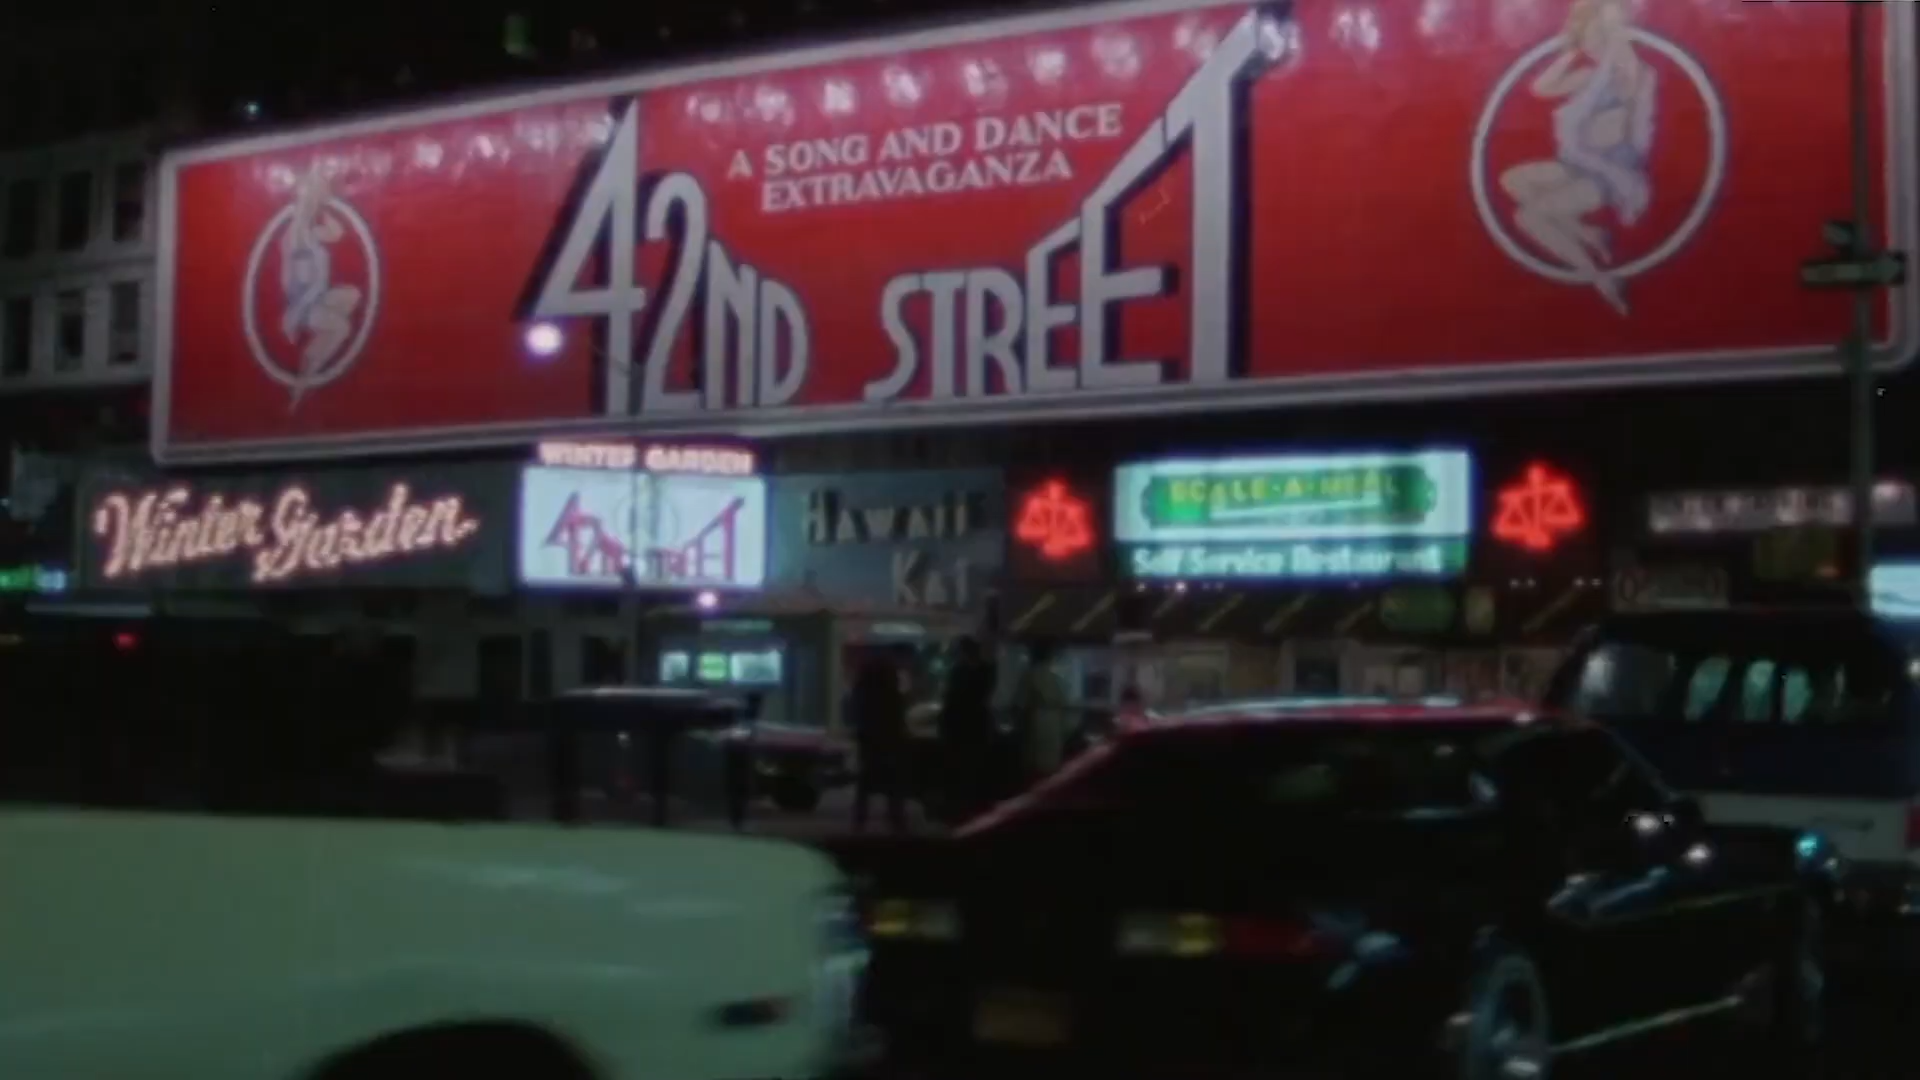 A SONG AND DANCE
EXTRAVAGANZA
42ND STREET
WINTER GARDEN
Winter Garden
42ND STREET
HAWAII
KAI
SCALE-A-MEAL
Self Service Restaurant